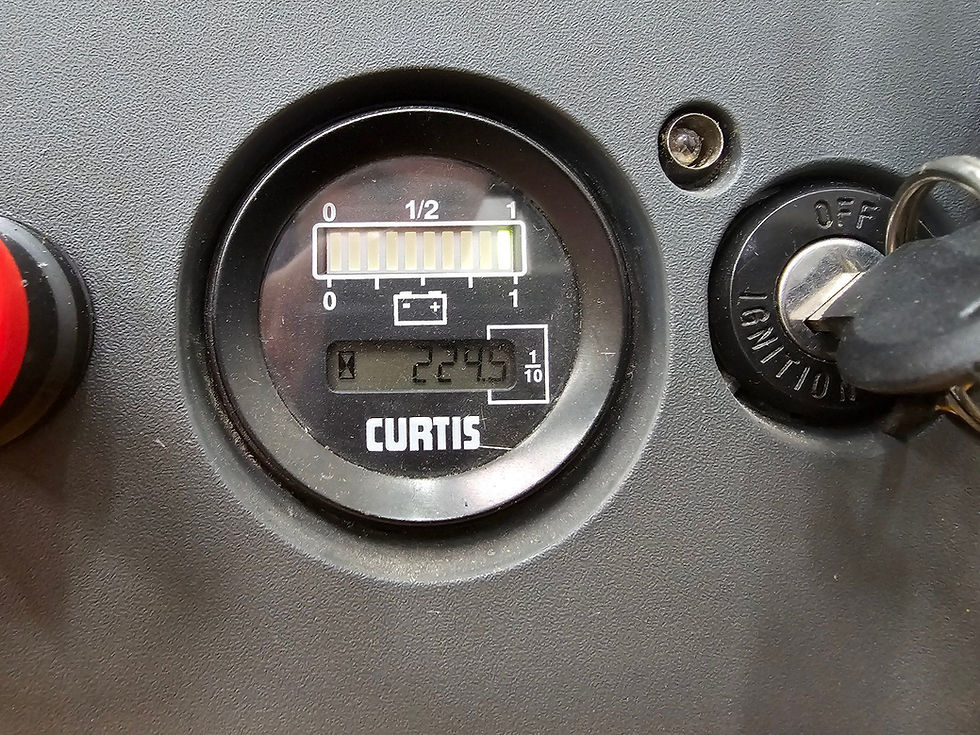 0 1/2 1
0 - + 1
224.5
1/10
CURTIS
OFF
IGNITION